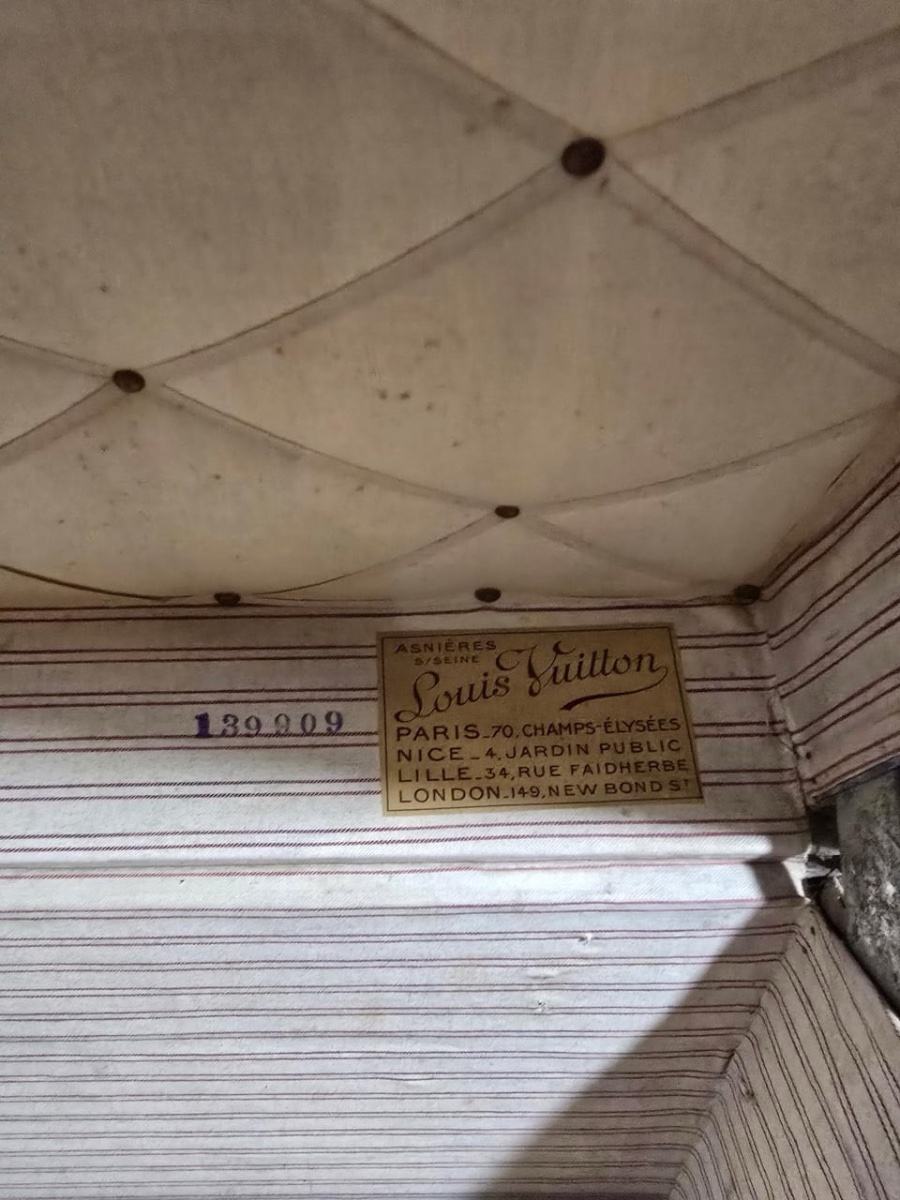 ASNIÈRES
S/SEINE
Louis Vuitton
PARIS_70, CHAMPS-ÉLYSÉES
NICE_4, JARDIN PUBLIC
LILLE_34, RUE FAIDHERBE
LONDON_149, NEW BOND ST
139909